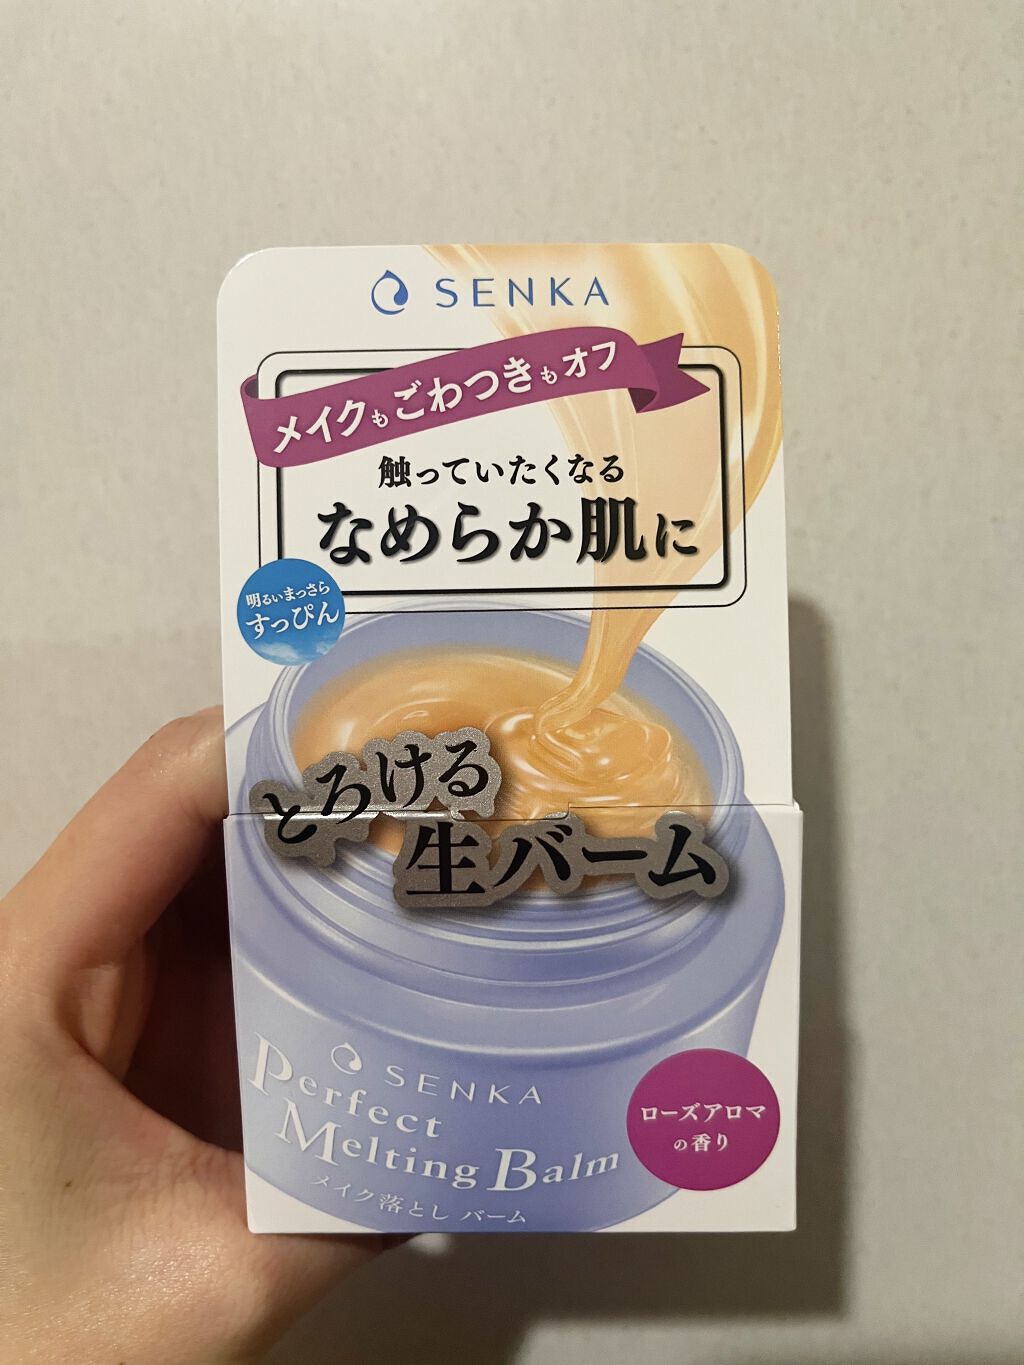 SENKA
メイクもごわつきもオフ
触っていたくなる
なめらか肌に
明るいまっさら
すっぴん
とろける
生バーム
SENKA
Perfect
Melting Balm
メイク落とし バーム
ローズアロマ
の香り